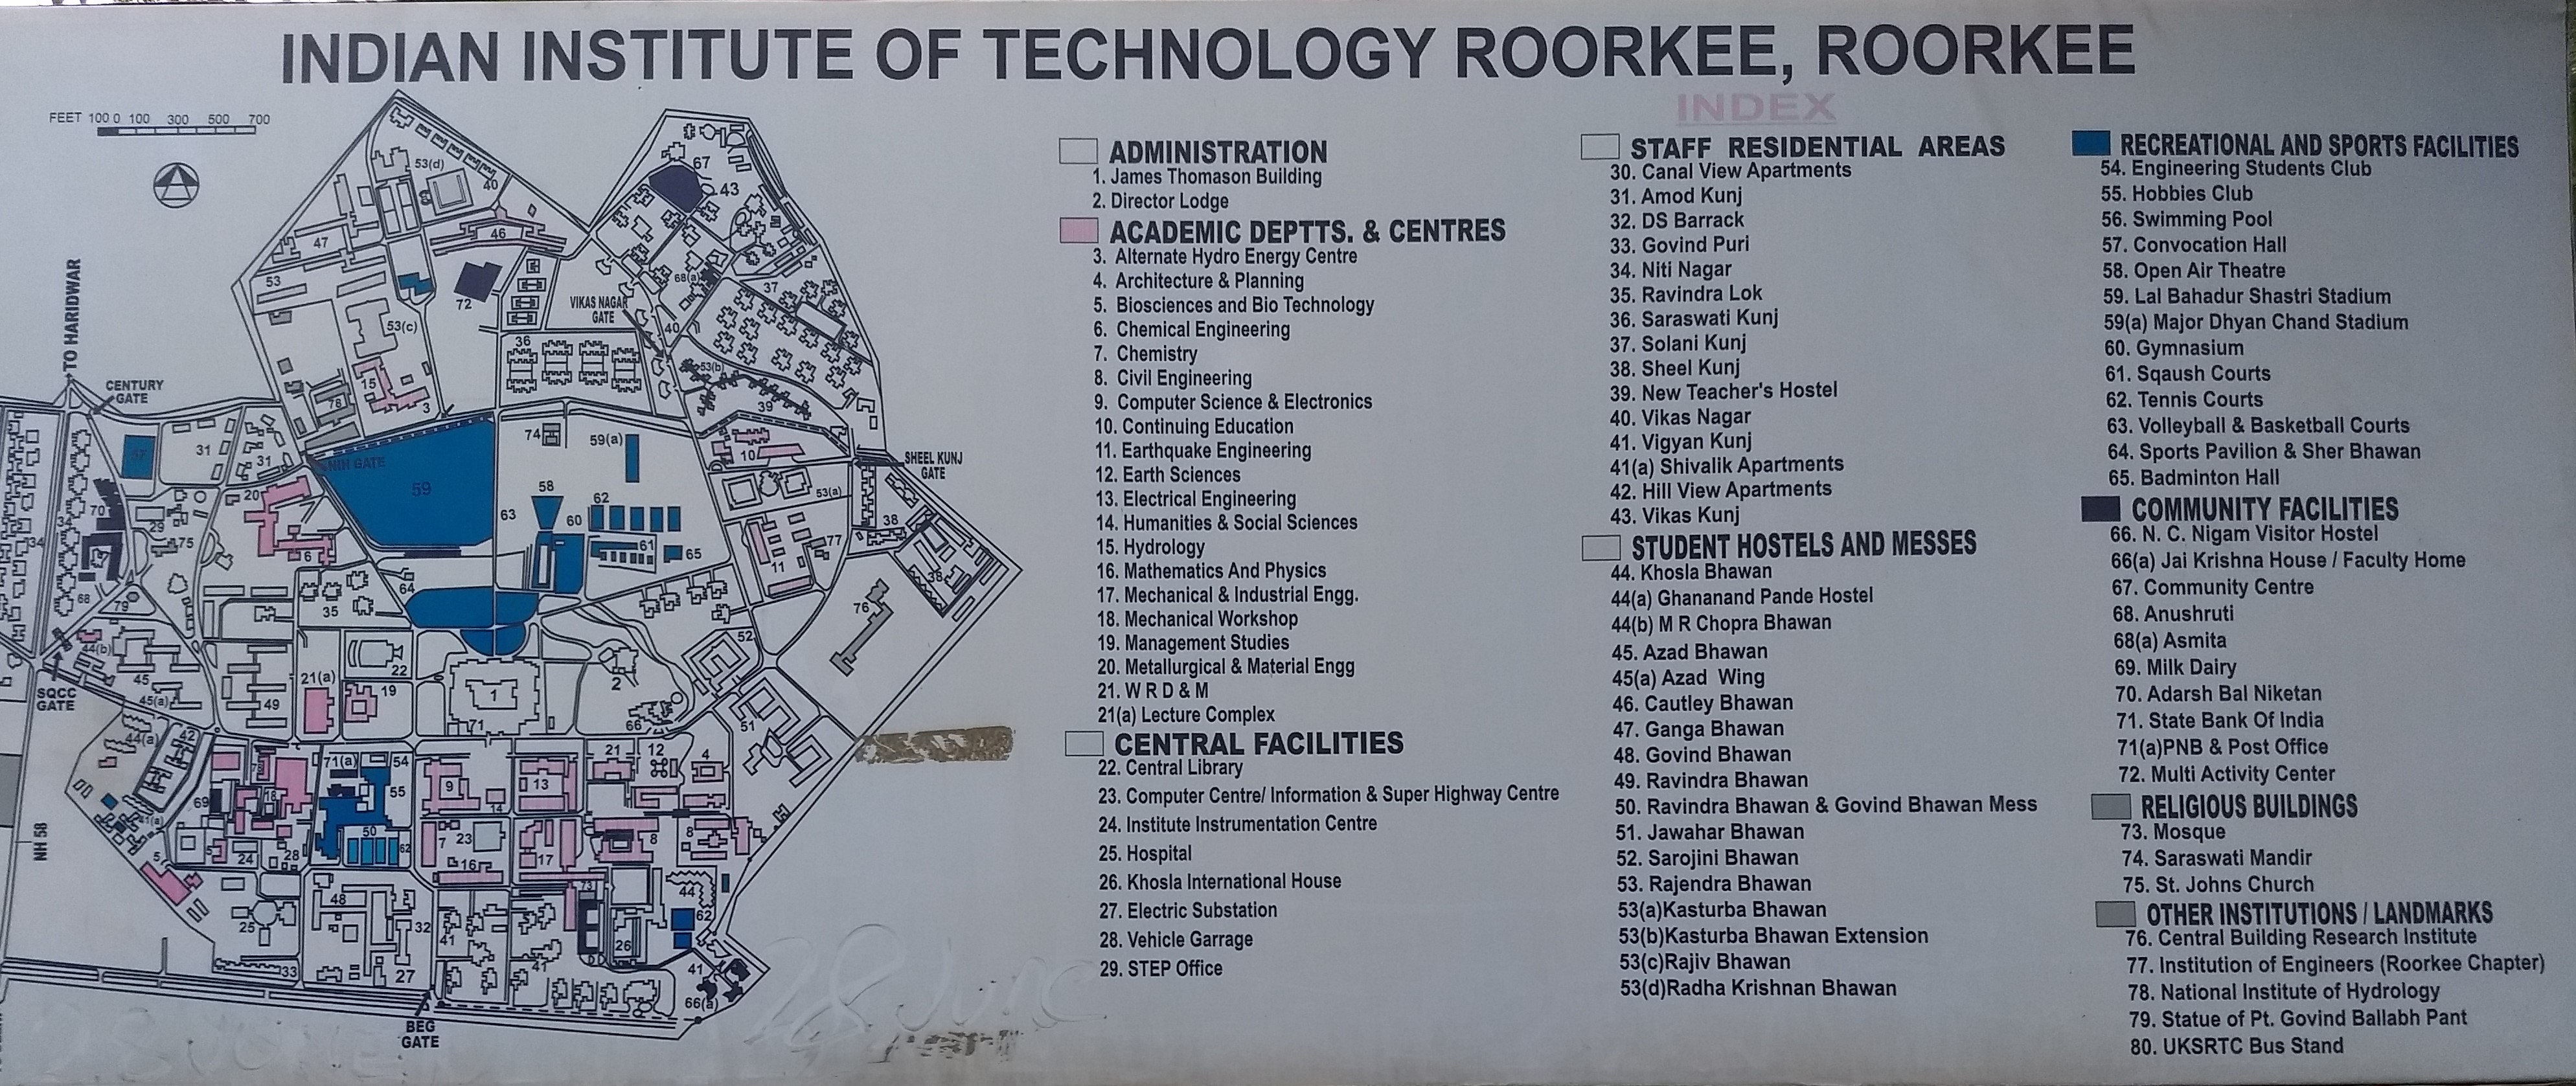 INDIAN INSTITUTE OF TECHNOLOGY ROORKEE, ROORKEE
INDEX
FEET 100 0 100 300 500 700
TO HARIDWAR
CENTURY
GATE
VIKAS NAGAR
GATE
NIH GATE
SHEEL KUNJ
GATE
SQCC
GATE
NH 58
BEG
GATE
53(d)
40
67
43
47
46
53
72
68(a)
37
53(c)
40
36
53(b)
15
78
3
39
57
31
31
59
74
59(a)
10
53(a)
20
58
62
63
60
61
65
38
70
34
34
29
75
6
77
11
38
68
79
35
64
76
52
44(b)
45
45(a)
49
21(a)
22
19
1
71
2
66
51
44(a)
42
71(a)
54
55
9
14
13
21
12
4
69
18
41(a)
50
62
7
23
16
17
8
8
5
5
24
28
73
44
62
48
25
32
41
41
26
33
27
41
66(a)
ADMINISTRATION
1. James Thomason Building
2. Director Lodge
ACADEMIC DEPTTS. & CENTRES
3. Alternate Hydro Energy Centre
4. Architecture & Planning
5. Biosciences and Bio Technology
6. Chemical Engineering
7. Chemistry
8. Civil Engineering
9. Computer Science & Electronics
10. Continuing Education
11. Earthquake Engineering
12. Earth Sciences
13. Electrical Engineering
14. Humanities & Social Sciences
15. Hydrology
16. Mathematics And Physics
17. Mechanical & Industrial Engg.
18. Mechanical Workshop
19. Management Studies
20. Metallurgical & Material Engg
21. W R D & M
21(a) Lecture Complex
CENTRAL FACILITIES
22. Central Library
23. Computer Centre/ Information & Super Highway Centre
24. Institute Instrumentation Centre
25. Hospital
26. Khosla International House
27. Electric Substation
28. Vehicle Garrage
29. STEP Office
STAFF RESIDENTIAL AREAS
30. Canal View Apartments
31. Amod Kunj
32. DS Barrack
33. Govind Puri
34. Niti Nagar
35. Ravindra Lok
36. Saraswati Kunj
37. Solani Kunj
38. Sheel Kunj
39. New Teacher's Hostel
40. Vikas Nagar
41. Vigyan Kunj
41(a) Shivalik Apartments
42. Hill View Apartments
43. Vikas Kunj
STUDENT HOSTELS AND MESSES
44. Khosla Bhawan
44(a) Ghananand Pande Hostel
44(b) M R Chopra Bhawan
45. Azad Bhawan
45(a) Azad Wing
46. Cautley Bhawan
47. Ganga Bhawan
48. Govind Bhawan
49. Ravindra Bhawan
50. Ravindra Bhawan & Govind Bhawan Mess
51. Jawahar Bhawan
52. Sarojini Bhawan
53. Rajendra Bhawan
53(a)Kasturba Bhawan
53(b)Kasturba Bhawan Extension
53(c)Rajiv Bhawan
53(d)Radha Krishnan Bhawan
RECREATIONAL AND SPORTS FACILITIES
54. Engineering Students Club
55. Hobbies Club
56. Swimming Pool
57. Convocation Hall
58. Open Air Theatre
59. Lal Bahadur Shastri Stadium
59(a) Major Dhyan Chand Stadium
60. Gymnasium
61. Sqaush Courts
62. Tennis Courts
63. Volleyball & Basketball Courts
64. Sports Pavilion & Sher Bhawan
65. Badminton Hall
COMMUNITY FACILITIES
66. N. C. Nigam Visitor Hostel
66(a) Jai Krishna House / Faculty Home
67. Community Centre
68. Anushruti
68(a) Asmita
69. Milk Dairy
70. Adarsh Bal Niketan
71. State Bank Of India
71(a)PNB & Post Office
72. Multi Activity Center
RELIGIOUS BUILDINGS
73. Mosque
74. Saraswati Mandir
75. St. Johns Church
OTHER INSTITUTIONS / LANDMARKS
76. Central Building Research Institute
77. Institution of Engineers (Roorkee Chapter)
78. National Institute of Hydrology
79. Statue of Pt. Govind Ballabh Pant
80. UKSRTC Bus Stand